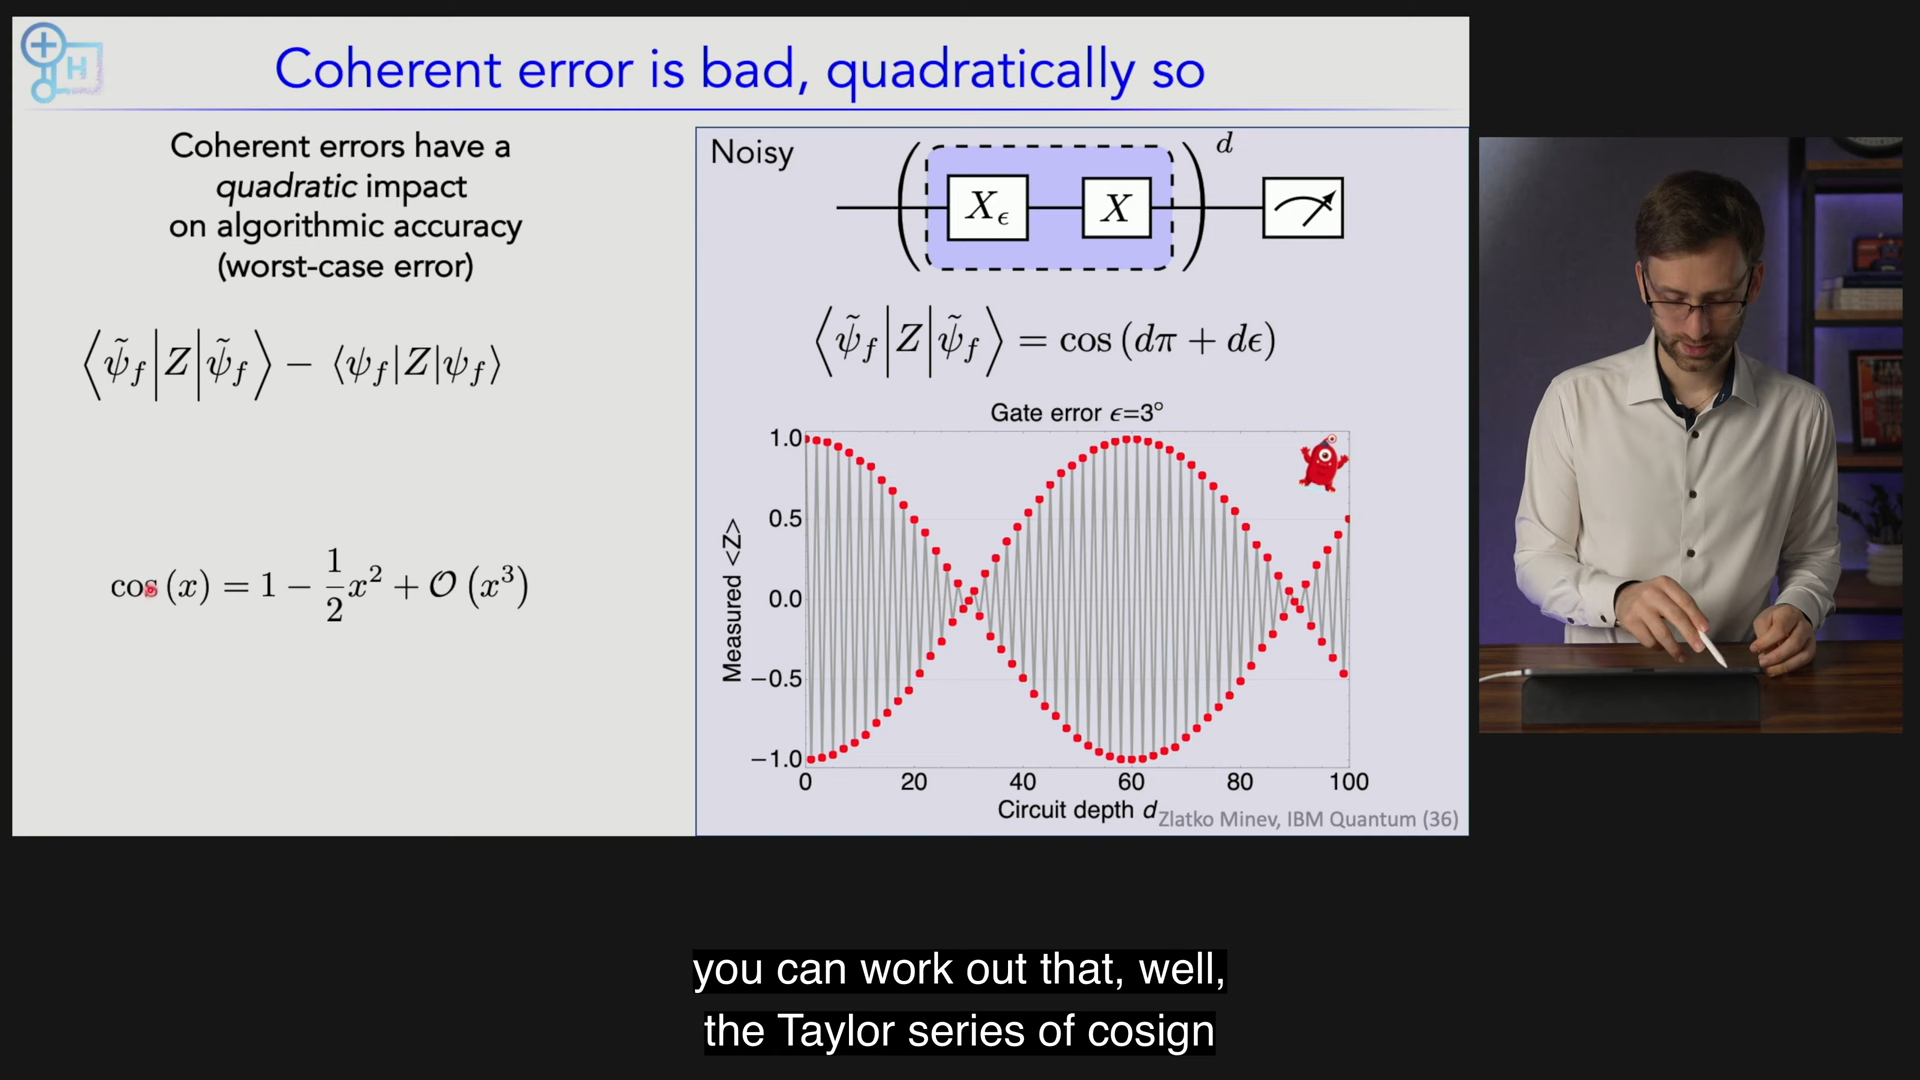 H
Coherent error is bad, quadratically so
Coherent errors have a
quadratic impact
on algorithmic accuracy
(worst-case error)
⟨ψ̃_f|Z|ψ̃_f⟩ − ⟨ψ_f|Z|ψ_f⟩
cos (x) = 1 − 1/2 x² + 𝒪 (x³)
Noisy
( X_ϵ X )^d
⟨ψ̃_f|Z|ψ̃_f⟩ = cos (dπ + dϵ)
Gate error ϵ=3°
Measured <Z>
1.0
0.5
0.0
−0.5
−1.0
0 20 40 60 80 100
Circuit depth d
Zlatko Minev, IBM Quantum (36)
TIME
you can work out that, well,
the Taylor series of cosign